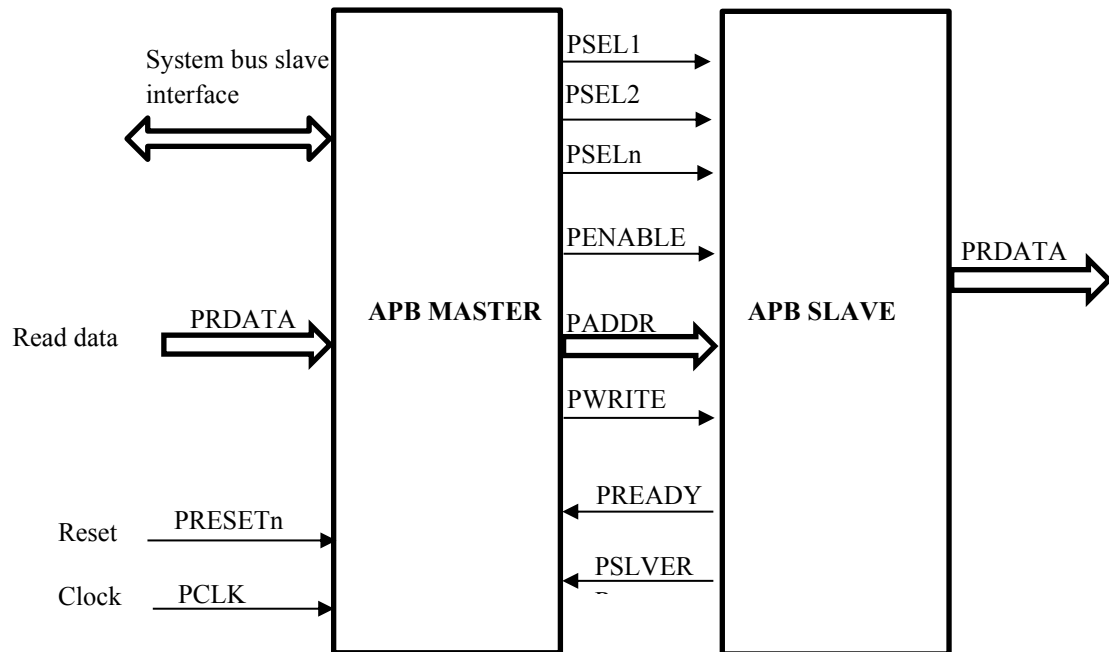 System bus slave
interface
PSEL1
PSEL2
PSELn
PENABLE
PRDATA
APB MASTER
APB SLAVE
Read data
PRDATA
PADDR
PWRITE
PREADY
Reset
PRESETn
PSLVER
Clock
PCLK